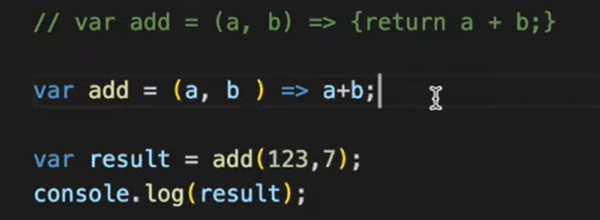 // var add = (a, b) => {return a + b;}
var add = (a, b ) => a+b;
var result = add(123,7);
console.log(result);